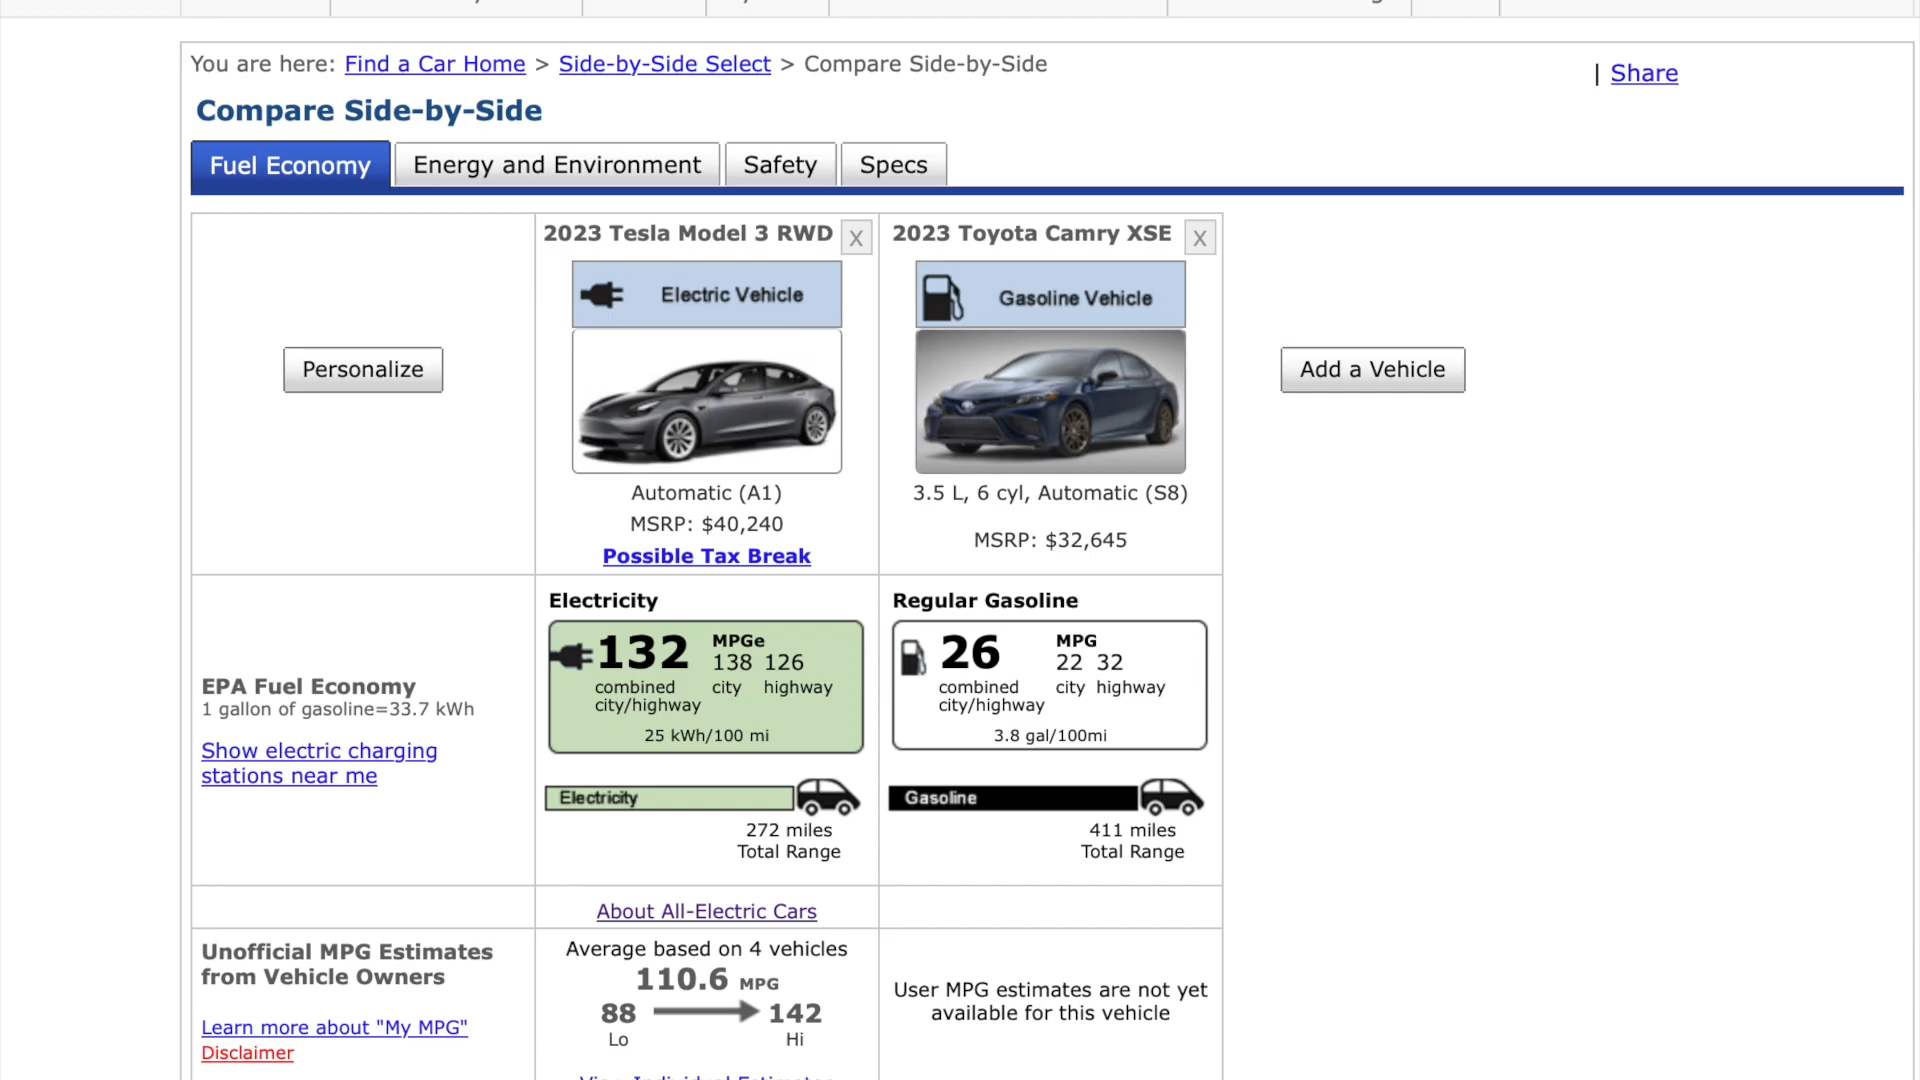 You are here: Find a Car Home > Side-by-Side Select > Compare Side-by-Side
| Share
Compare Side-by-Side
Fuel Economy
Energy and Environment
Safety
Specs
2023 Tesla Model 3 RWD
X
2023 Toyota Camry XSE
X
Electric Vehicle
Gasoline Vehicle
Personalize
Add a Vehicle
Automatic (A1)
MSRP: $40,240
Possible Tax Break
3.5 L, 6 cyl, Automatic (S8)
MSRP: $32,645
EPA Fuel Economy
1 gallon of gasoline=33.7 kWh
Show electric charging
stations near me
Electricity
132
MPGe
138 126
combined
city/highway
city highway
25 kWh/100 mi
Electricity
272 miles
Total Range
Regular Gasoline
26
MPG
22 32
combined
city/highway
city highway
3.8 gal/100mi
Gasoline
411 miles
Total Range
About All-Electric Cars
Unofficial MPG Estimates
from Vehicle Owners
Learn more about "My MPG"
Disclaimer
Average based on 4 vehicles
110.6 MPG
88
142
Lo
Hi
User MPG estimates are not yet
available for this vehicle
View Individual Estimates